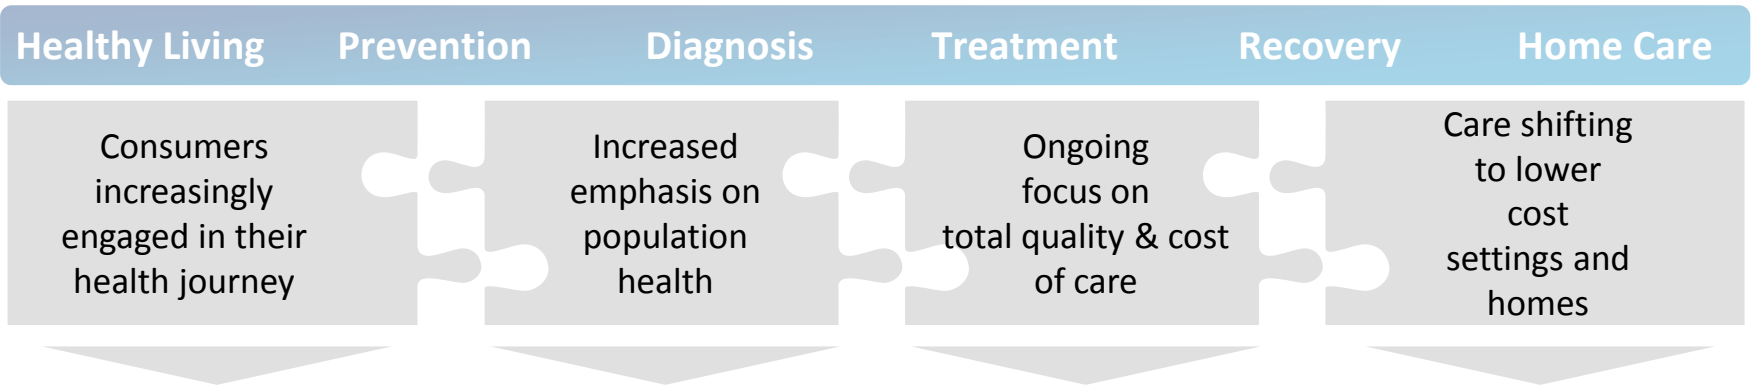 Healthy Living Prevention Diagnosis Treatment Recovery Home Care
Consumers
increasingly
engaged in their
health journey
Increased
emphasis on
population
health
Ongoing
focus on
total quality & cost
of care
Care shifting
to lower
cost
settings and
homes